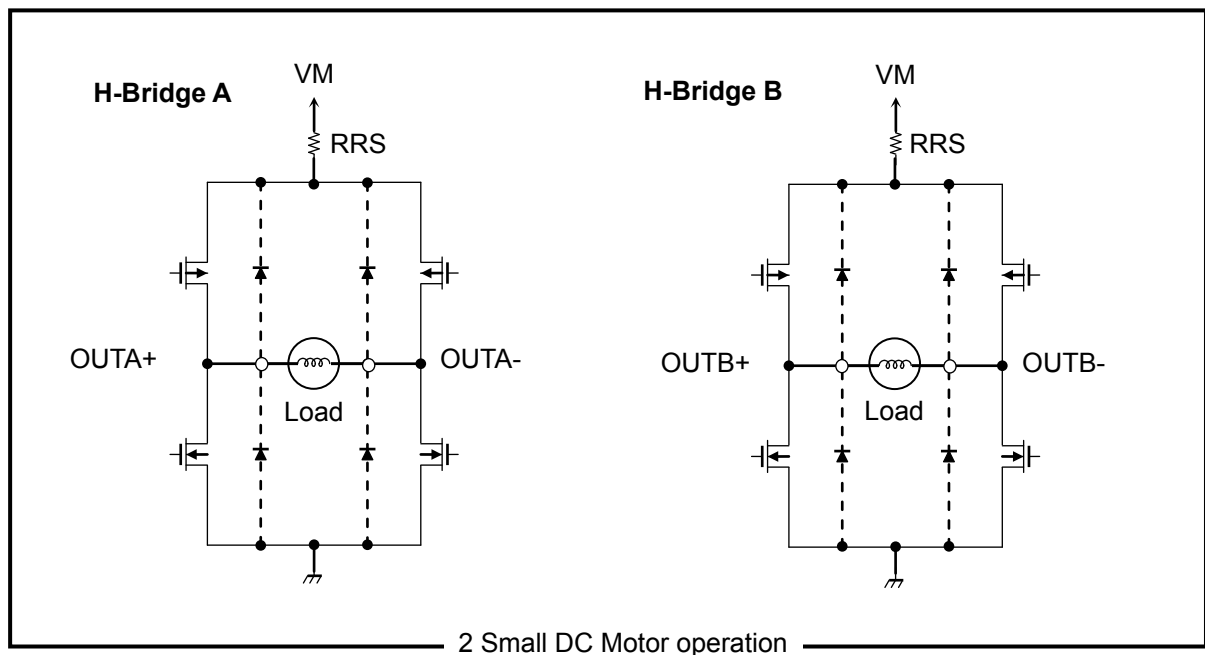 H-Bridge A
VM
RRS
OUTA+
OUTA-
Load
H-Bridge B
VM
RRS
OUTB+
OUTB-
Load
2 Small DC Motor operation